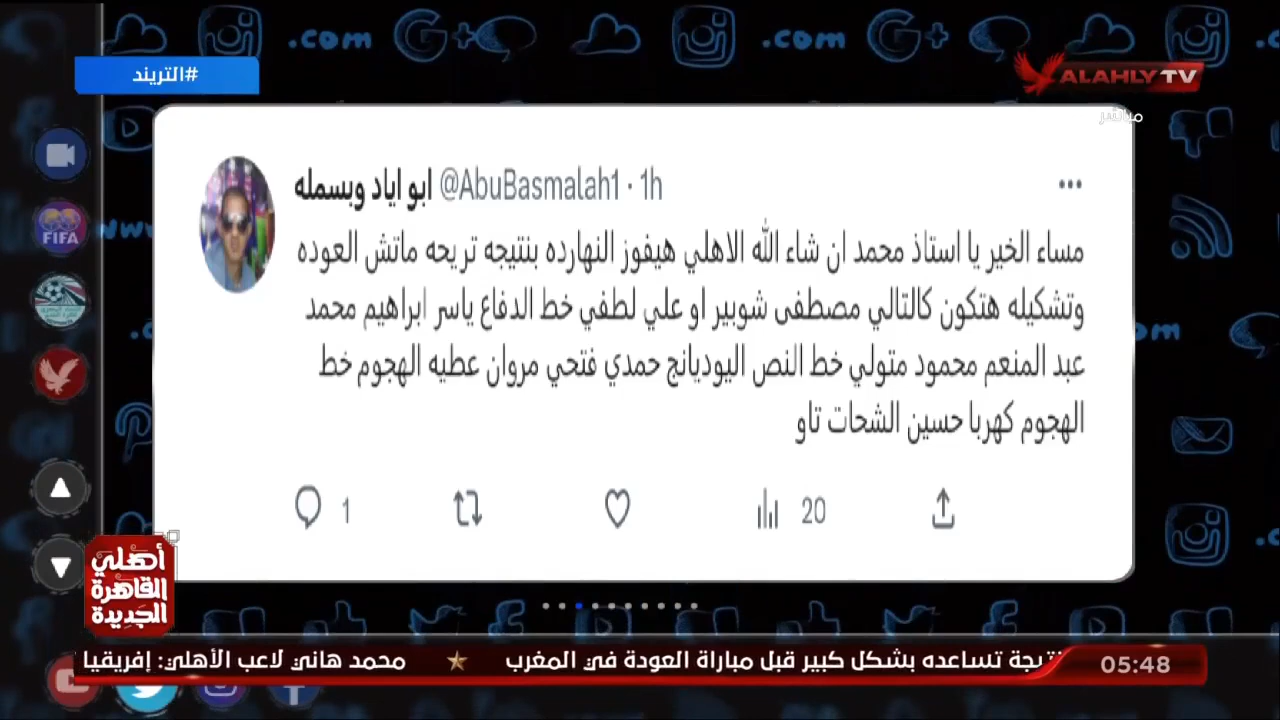 .com
.com
ALAHLY TV
#التريند
مباشر
ابو اياد وبسمله @AbuBasmalah1 · 1h
مساء الخير يا استاذ محمد ان شاء الله الاهلي هيفوز النهارده بنتيجه تريحه ماتش العوده
وتشكيله هتكون كالتالي مصطفى شوبير او علي لطفي خط الدفاع ياسر ابراهيم محمد
عبد المنعم محمود متولي خط النص اليوديانج حمدي فتحي مروان عطيه الهجوم خط
الهجوم كهربا حسين الشحات تاو
1
20
FIFA
أهلي
القاهرة
الجديدة
تساعده بشكل كبير قبل مباراة العودة في المغرب
محمد هاني لاعب الأهلي: إفريقيا
05:48